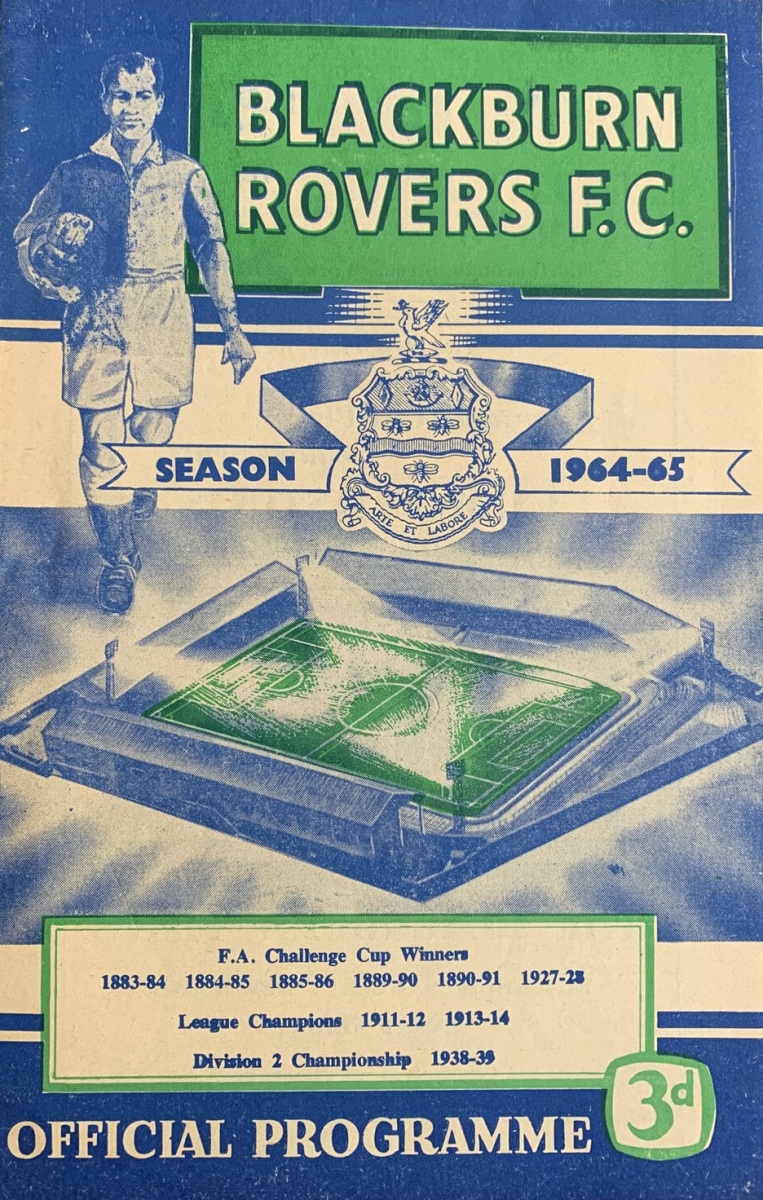 BLACKBURN
ROVERS F.C.
SEASON 1964-65
ARTE ET LABORE
F.A. Challenge Cup Winners
1883-84 1884-85 1885-86 1889-90 1890-91 1927-28
League Champions 1911-12 1913-14
Division 2 Championship 1938-39
3d
OFFICIAL PROGRAMME